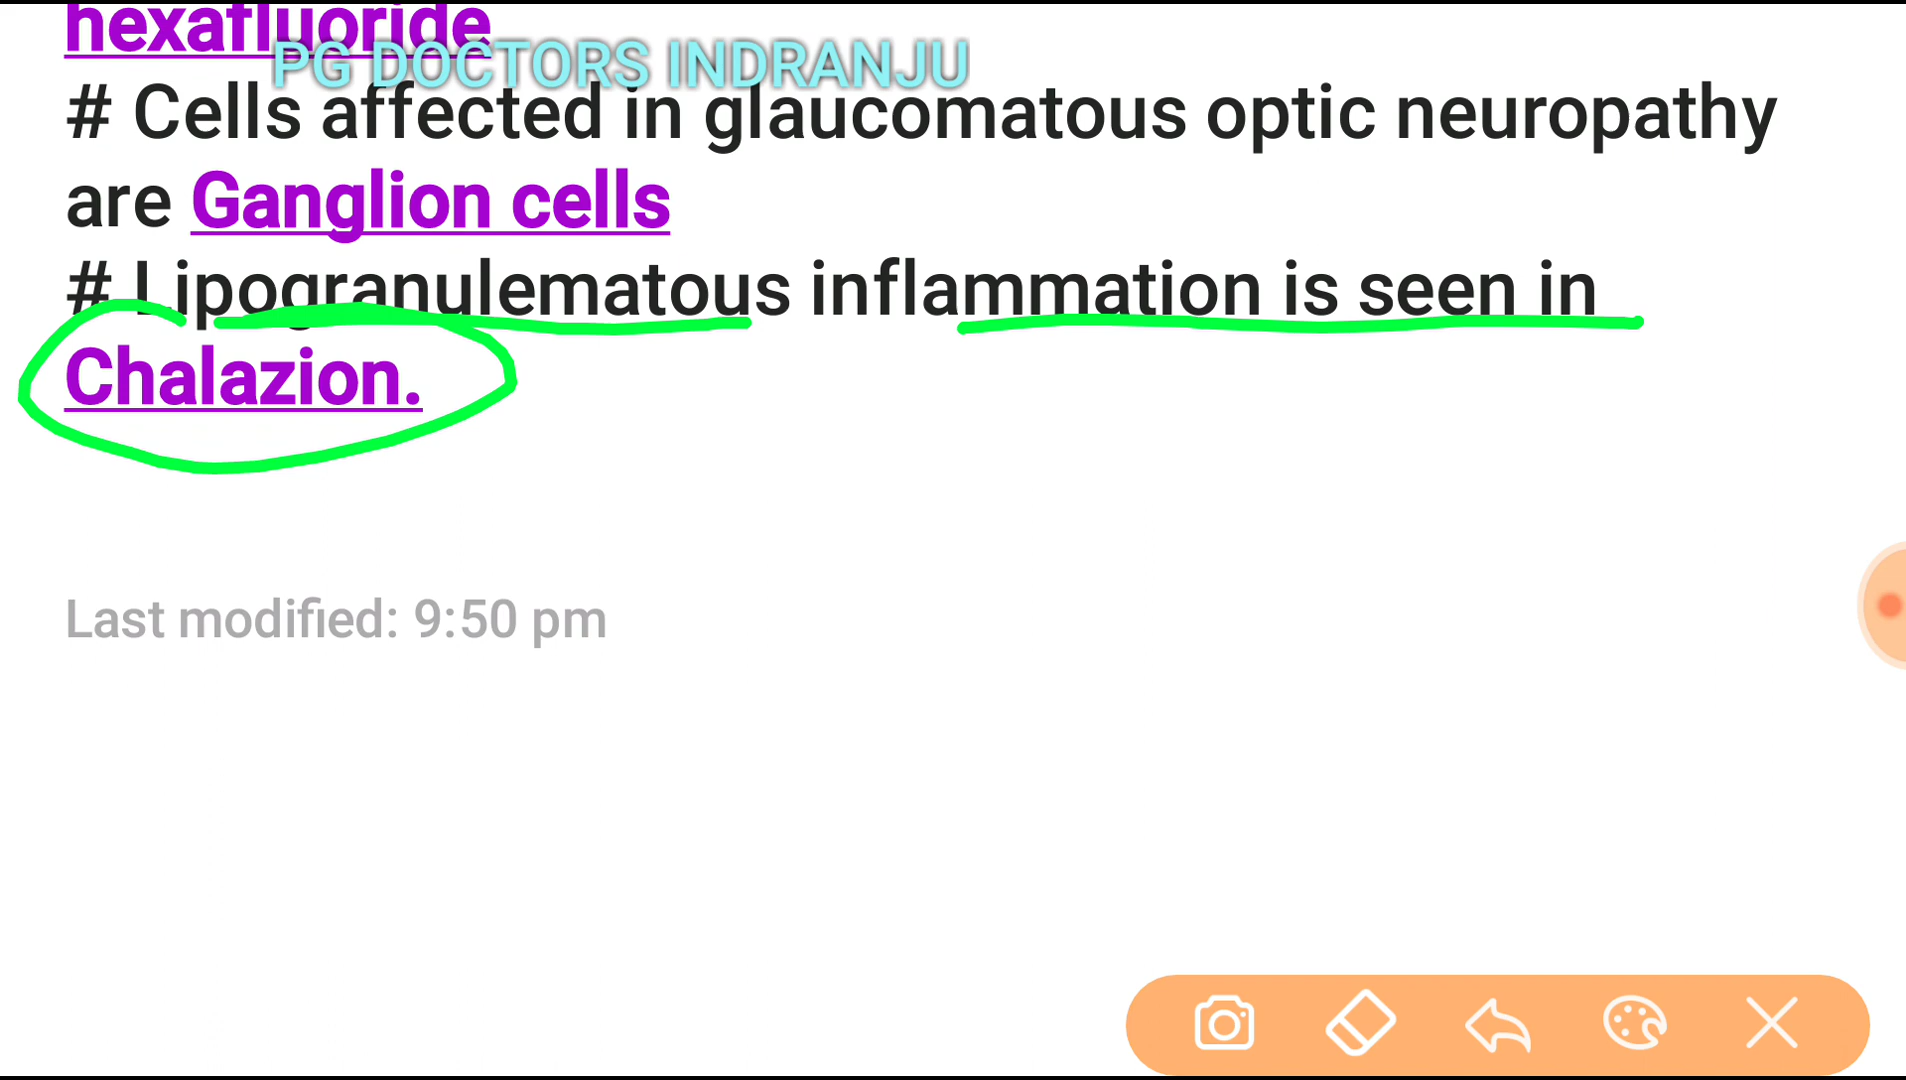 hexafluoride
PG DOCTORS INDRANJU
# Cells affected in glaucomatous optic neuropathy
are Ganglion cells
# Lipogranulematous inflammation is seen in
Chalazion.
Last modified: 9:50 pm